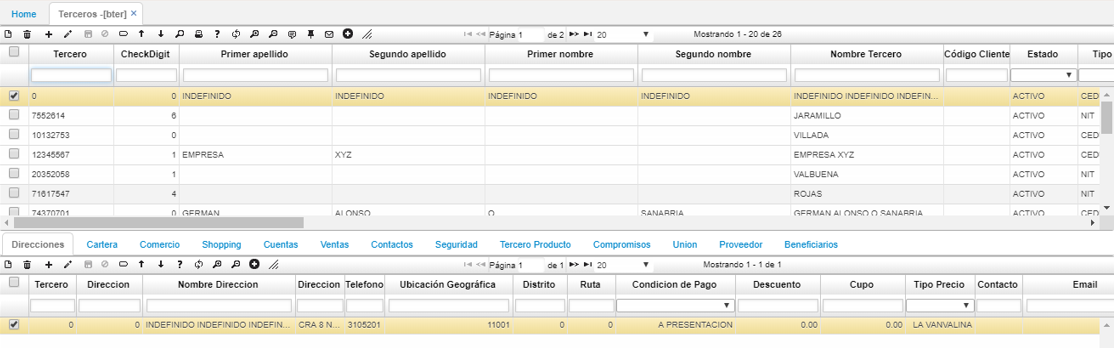 Home Terceros -[bter] ×
Página 1 de 2 20 Mostrando 1 - 20 de 26
Tercero CheckDigit Primer apellido Segundo apellido Primer nombre Segundo nombre Nombre Tercero Código Cliente Estado Tipo
0 0 INDEFINIDO INDEFINIDO INDEFINIDO INDEFINIDO INDEFINIDO INDEFINIDO INDEFIN... ACTIVO CED
7552614 6 JARAMILLO ACTIVO NIT
10132753 0 VILLADA ACTIVO CED
12345567 1 EMPRESA XYZ EMPRESA XYZ ACTIVO CED
20352058 1 VALBUENA ACTIVO NIT
71617547 4 ROJAS ACTIVO NIT
74370701 0 GERMAN ALONSO O SANABRIA GERMAN ALONSO O SANABRIA ACTIVO CED
Direcciones Cartera Comercio Shopping Cuentas Ventas Contactos Seguridad Tercero Producto Compromisos Union Proveedor Beneficiarios
Página 1 de 1 20 Mostrando 1 - 1 de 1
Tercero Direccion Nombre Direccion Direccion Telefono Ubicación Geográfica Distrito Ruta Condicion de Pago Descuento Cupo Tipo Precio Contacto Email
0 0 INDEFINIDO INDEFINIDO INDEFIN... CRA 8 N... 3105201 11001 0 0 A PRESENTACION 0.00 0.00 LA VANVALINA